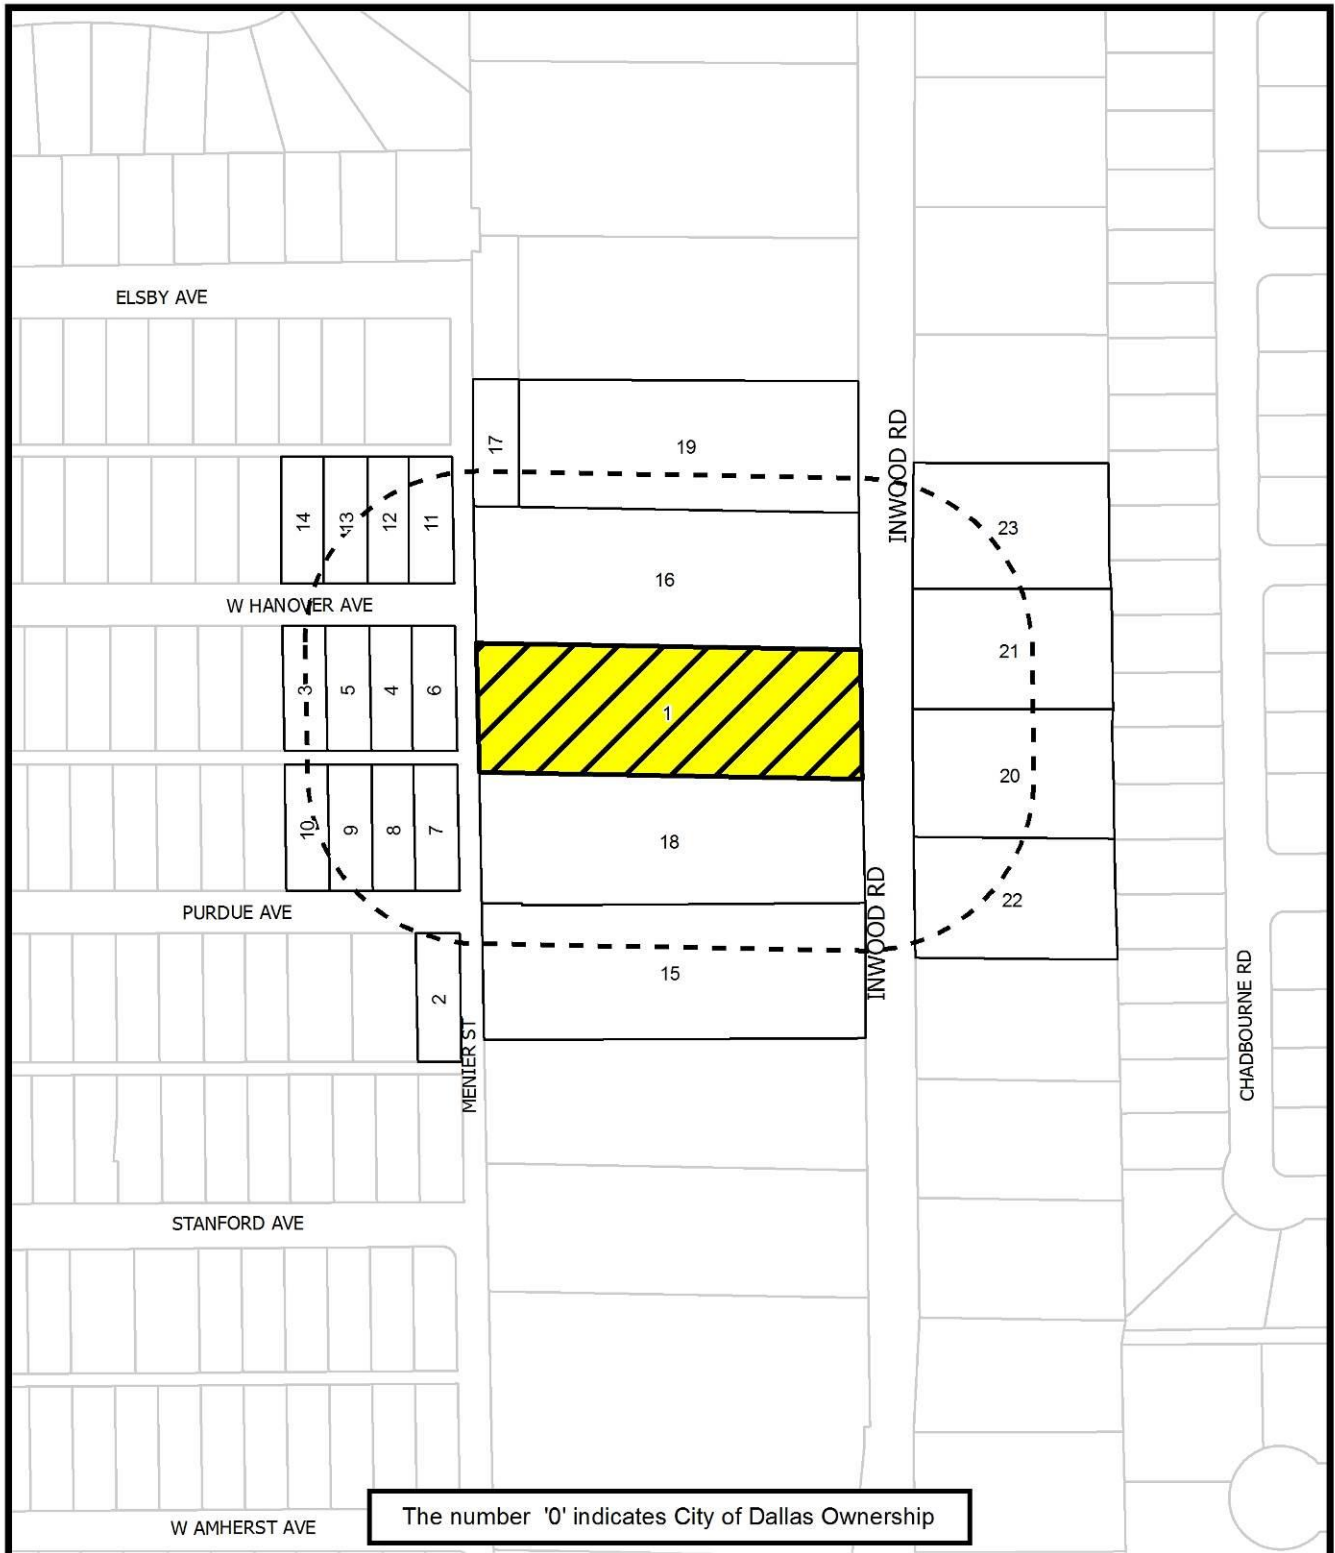 ELSBY AVE
17
19
INWOOD RD
14
13
12
11
23
16
W HANOVER AVE
3
5
4
6
21
1
20
10
9
8
7
18
22
PURDUE AVE
INWOOD RD
2
15
MENIER ST
CHADBOURNE RD
STANFORD AVE
The number '0' indicates City of Dallas Ownership
W AMHERST AVE